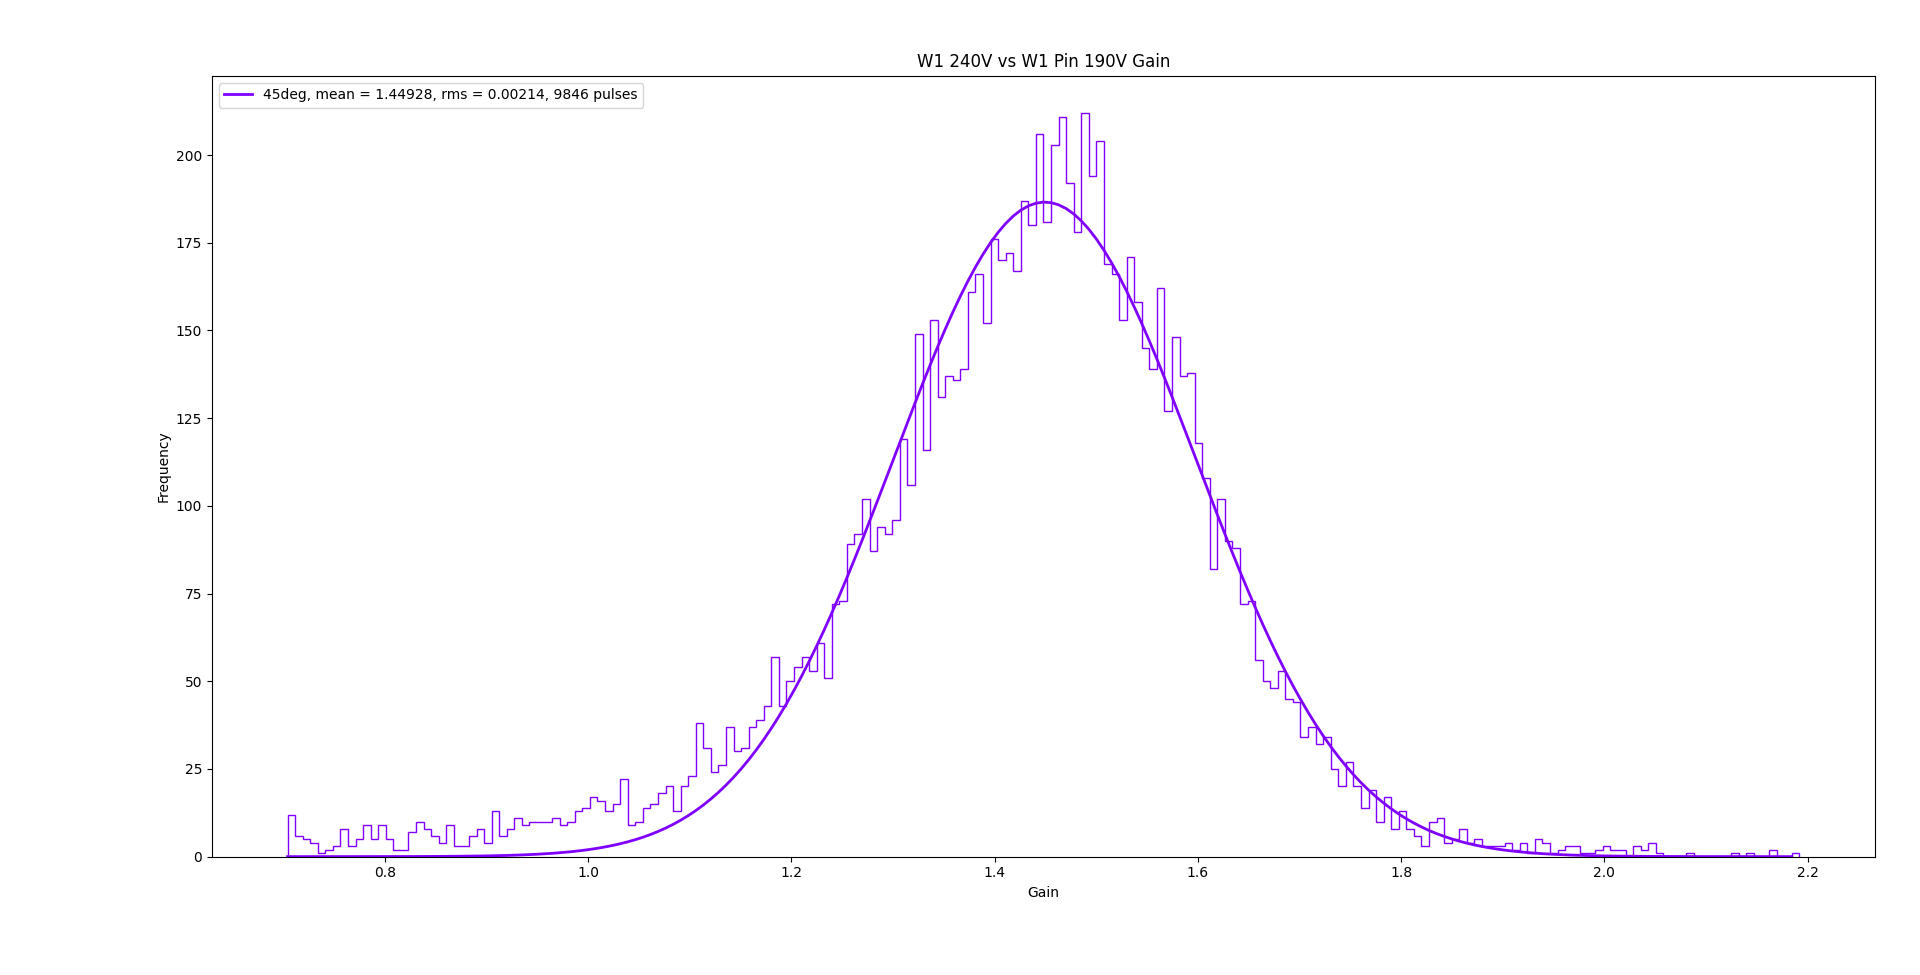 W1 240V vs W1 Pin 190V Gain
45deg, mean = 1.44928, rms = 0.00214, 9846 pulses
200
175
150
125
100
75
50
25
0
Frequency
0.8 1.0 1.2 1.4 1.6 1.8 2.0 2.2
Gain